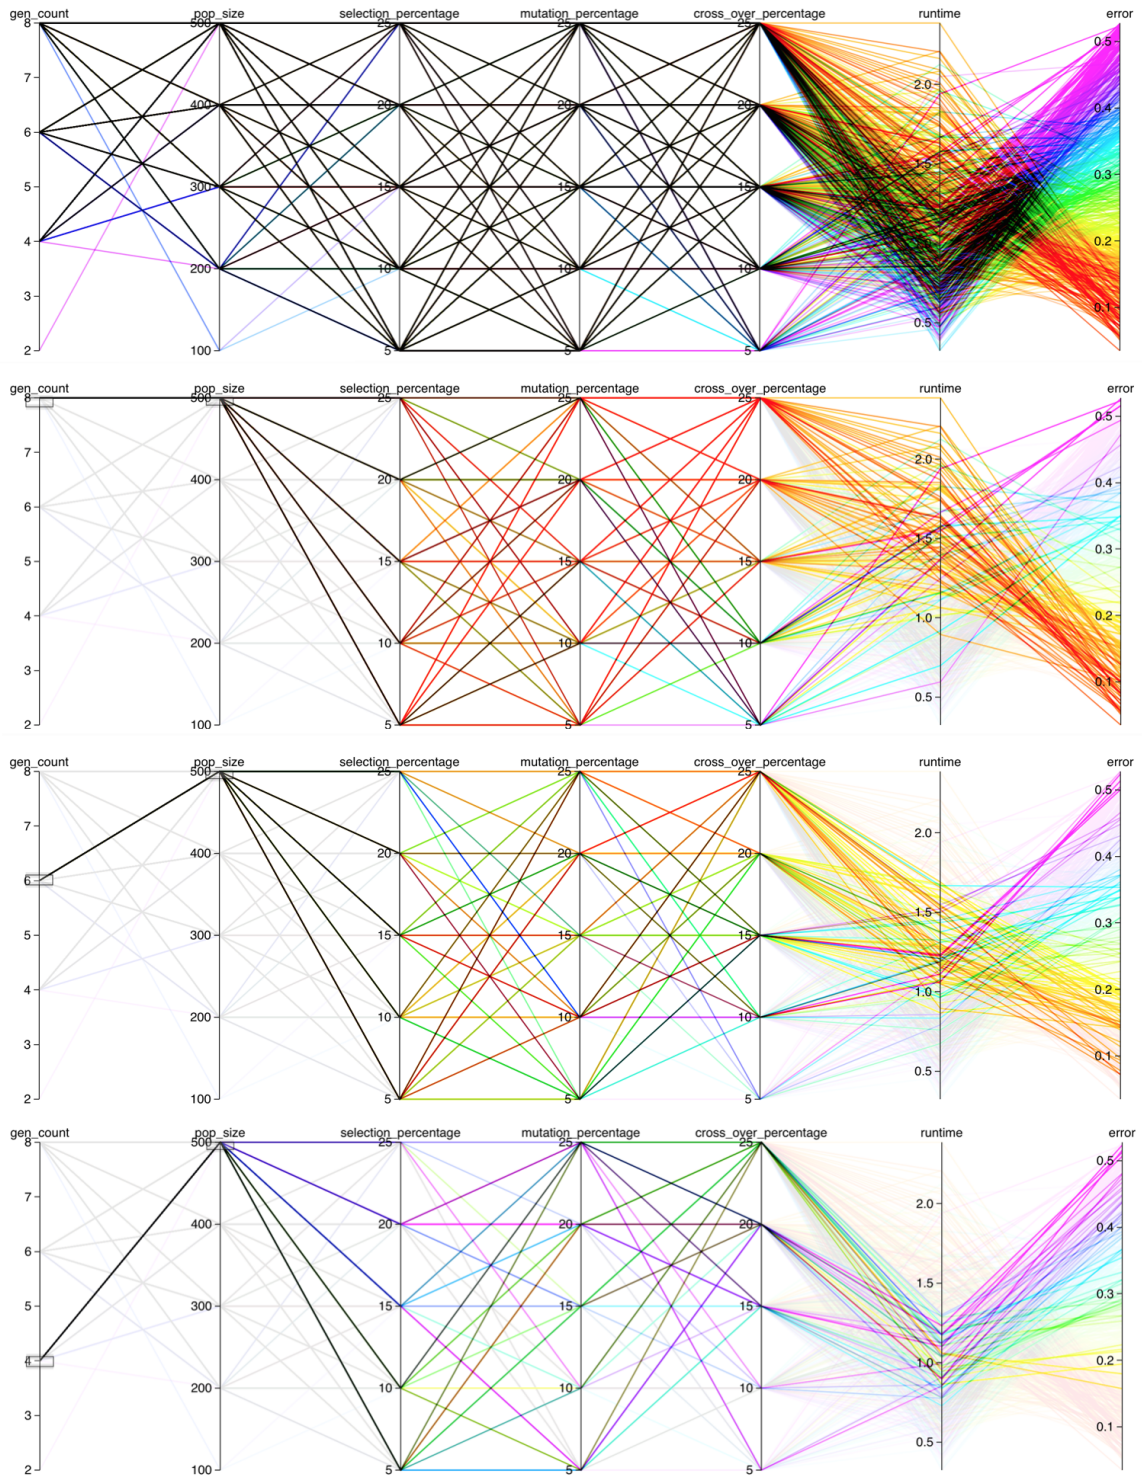 gen_count pop_size selection_percentage mutation_percentage cross_over_percentage runtime error
8 500 25 25 25
0.5
7 400 20 20 20 2.0
0.4
6 1.5
5 300 15 15 15 0.3
4 1.0 0.2
200 10 10 10
3 0.5 0.1
2 100 5 5 5
gen_count pop_size selection_percentage mutation_percentage cross_over_percentage runtime error
8 500 25 25 25
0.5
7 400 20 20 20 2.0
0.4
6 1.5
5 300 15 15 15 0.3
4 1.0 0.2
200 10 10 10
3 0.5 0.1
2 100 5 5 5
gen_count pop_size selection_percentage mutation_percentage cross_over_percentage runtime error
8 500 25 25 25
0.5
7 400 20 20 20 2.0
0.4
6 1.5
5 300 15 15 15 0.3
4 1.0 0.2
200 10 10 10
3 0.5 0.1
2 100 5 5 5
gen_count pop_size selection_percentage mutation_percentage cross_over_percentage runtime error
8 500 25 25 25
0.5
7 400 20 20 20 2.0
0.4
6 1.5
5 300 15 15 15 0.3
4 1.0 0.2
200 10 10 10
3 0.5 0.1
2 100 5 5 5